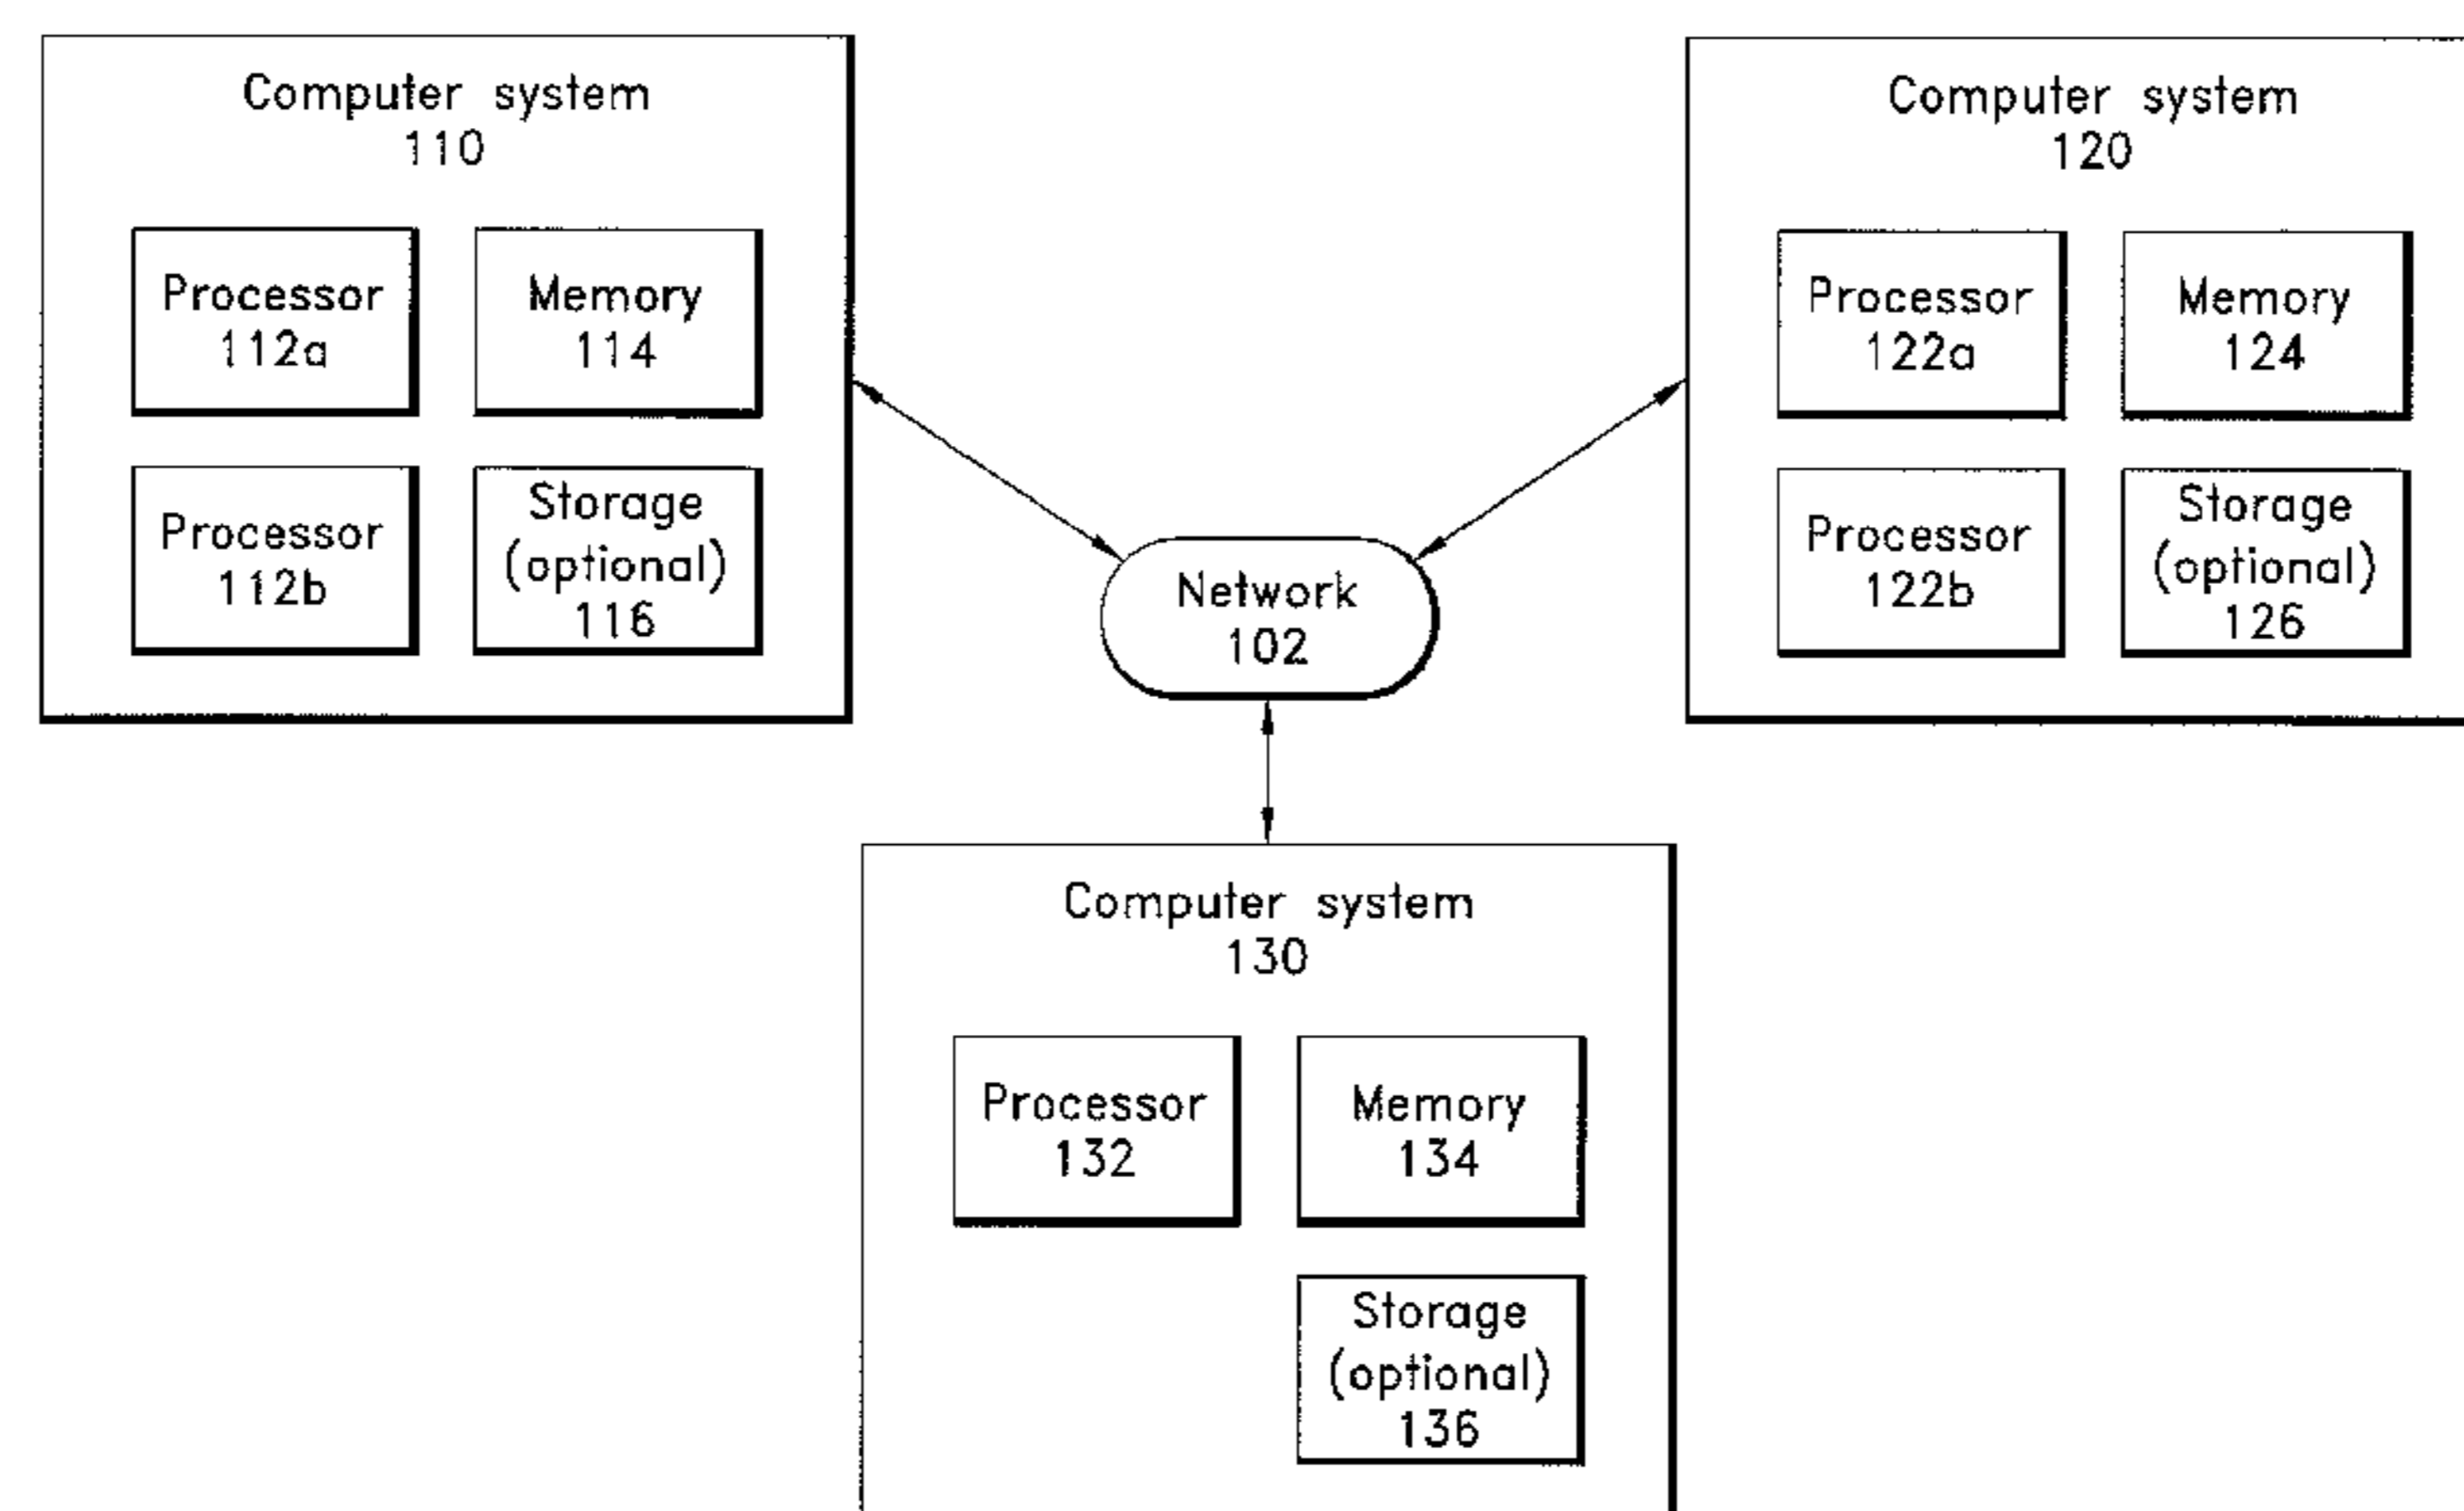 Computer system
110
Processor
112a
Memory
114
Processor
112b
Storage
(optional)
116
Computer system
120
Processor
122a
Memory
124
Processor
122b
Storage
(optional)
126
Network
102
Computer system
130
Processor
132
Memory
134
Storage
(optional)
136